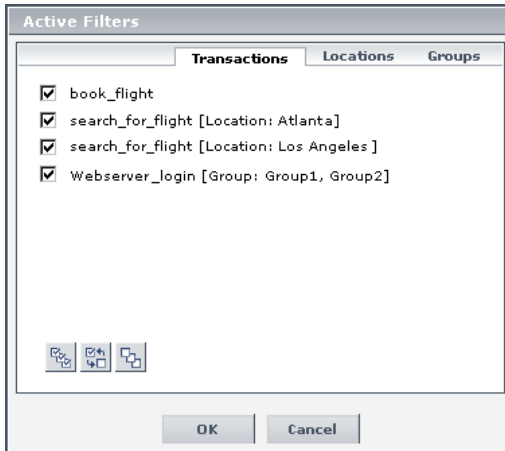 Active Filters
Transactions Locations Groups
book_flight
search_for_flight [Location: Atlanta]
search_for_flight [Location: Los Angeles ]
Webserver_login [Group: Group1, Group2]
OK Cancel